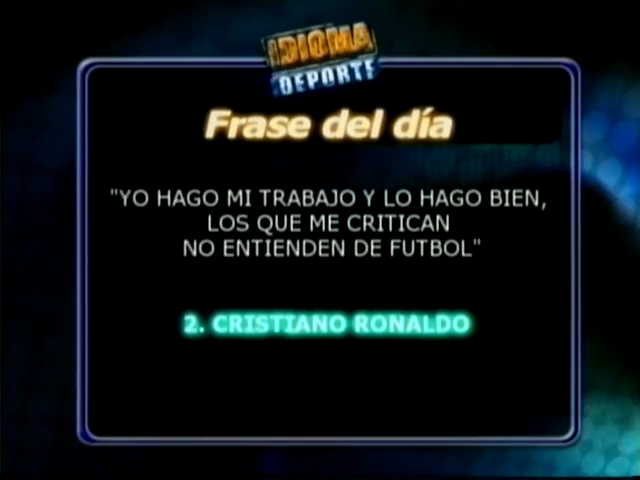 IDIOMA
DEPORTE
Frase del día
"YO HAGO MI TRABAJO Y LO HAGO BIEN,
LOS QUE ME CRITICAN
NO ENTIENDEN DE FUTBOL"
2. CRISTIANO RONALDO